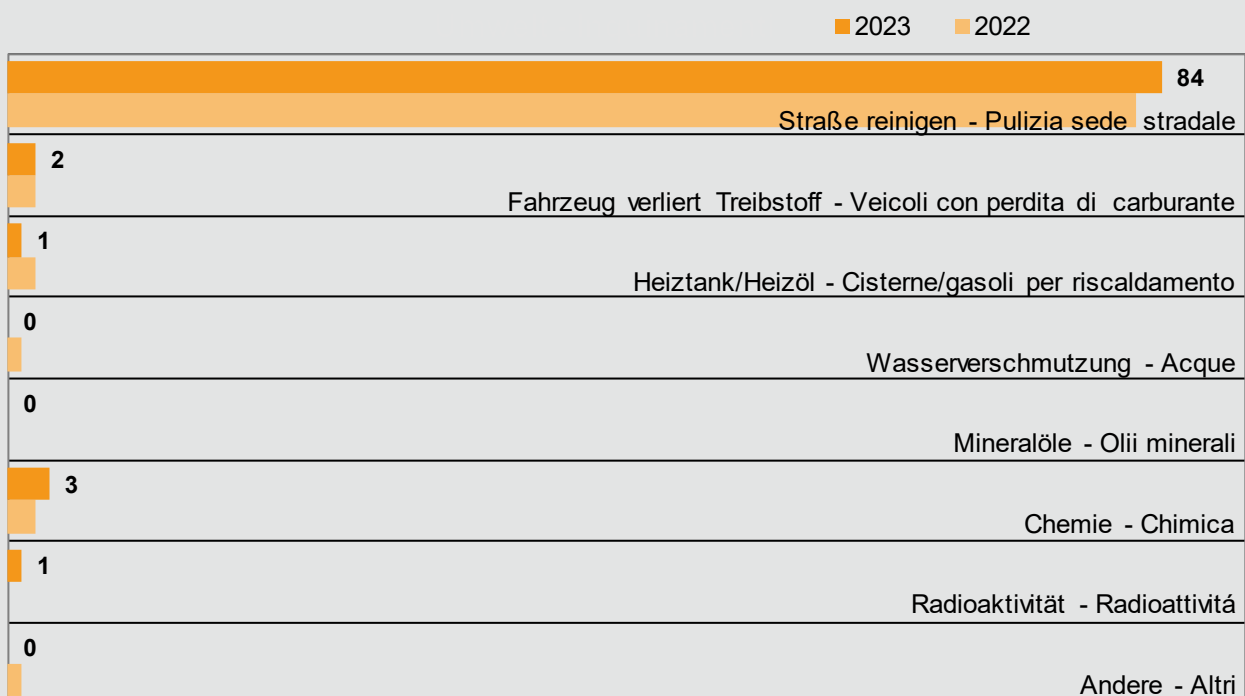 2023 2022
84
Straße reinigen - Pulizia sede stradale
2
Fahrzeug verliert Treibstoff - Veicoli con perdita di carburante
1
Heiztank/Heizöl - Cisterne/gasoli per riscaldamento
0
Wasserverschmutzung - Acque
0
Mineralöle - Olii minerali
3
Chemie - Chimica
1
Radioaktivität - Radioattivitá
0
Andere - Altri